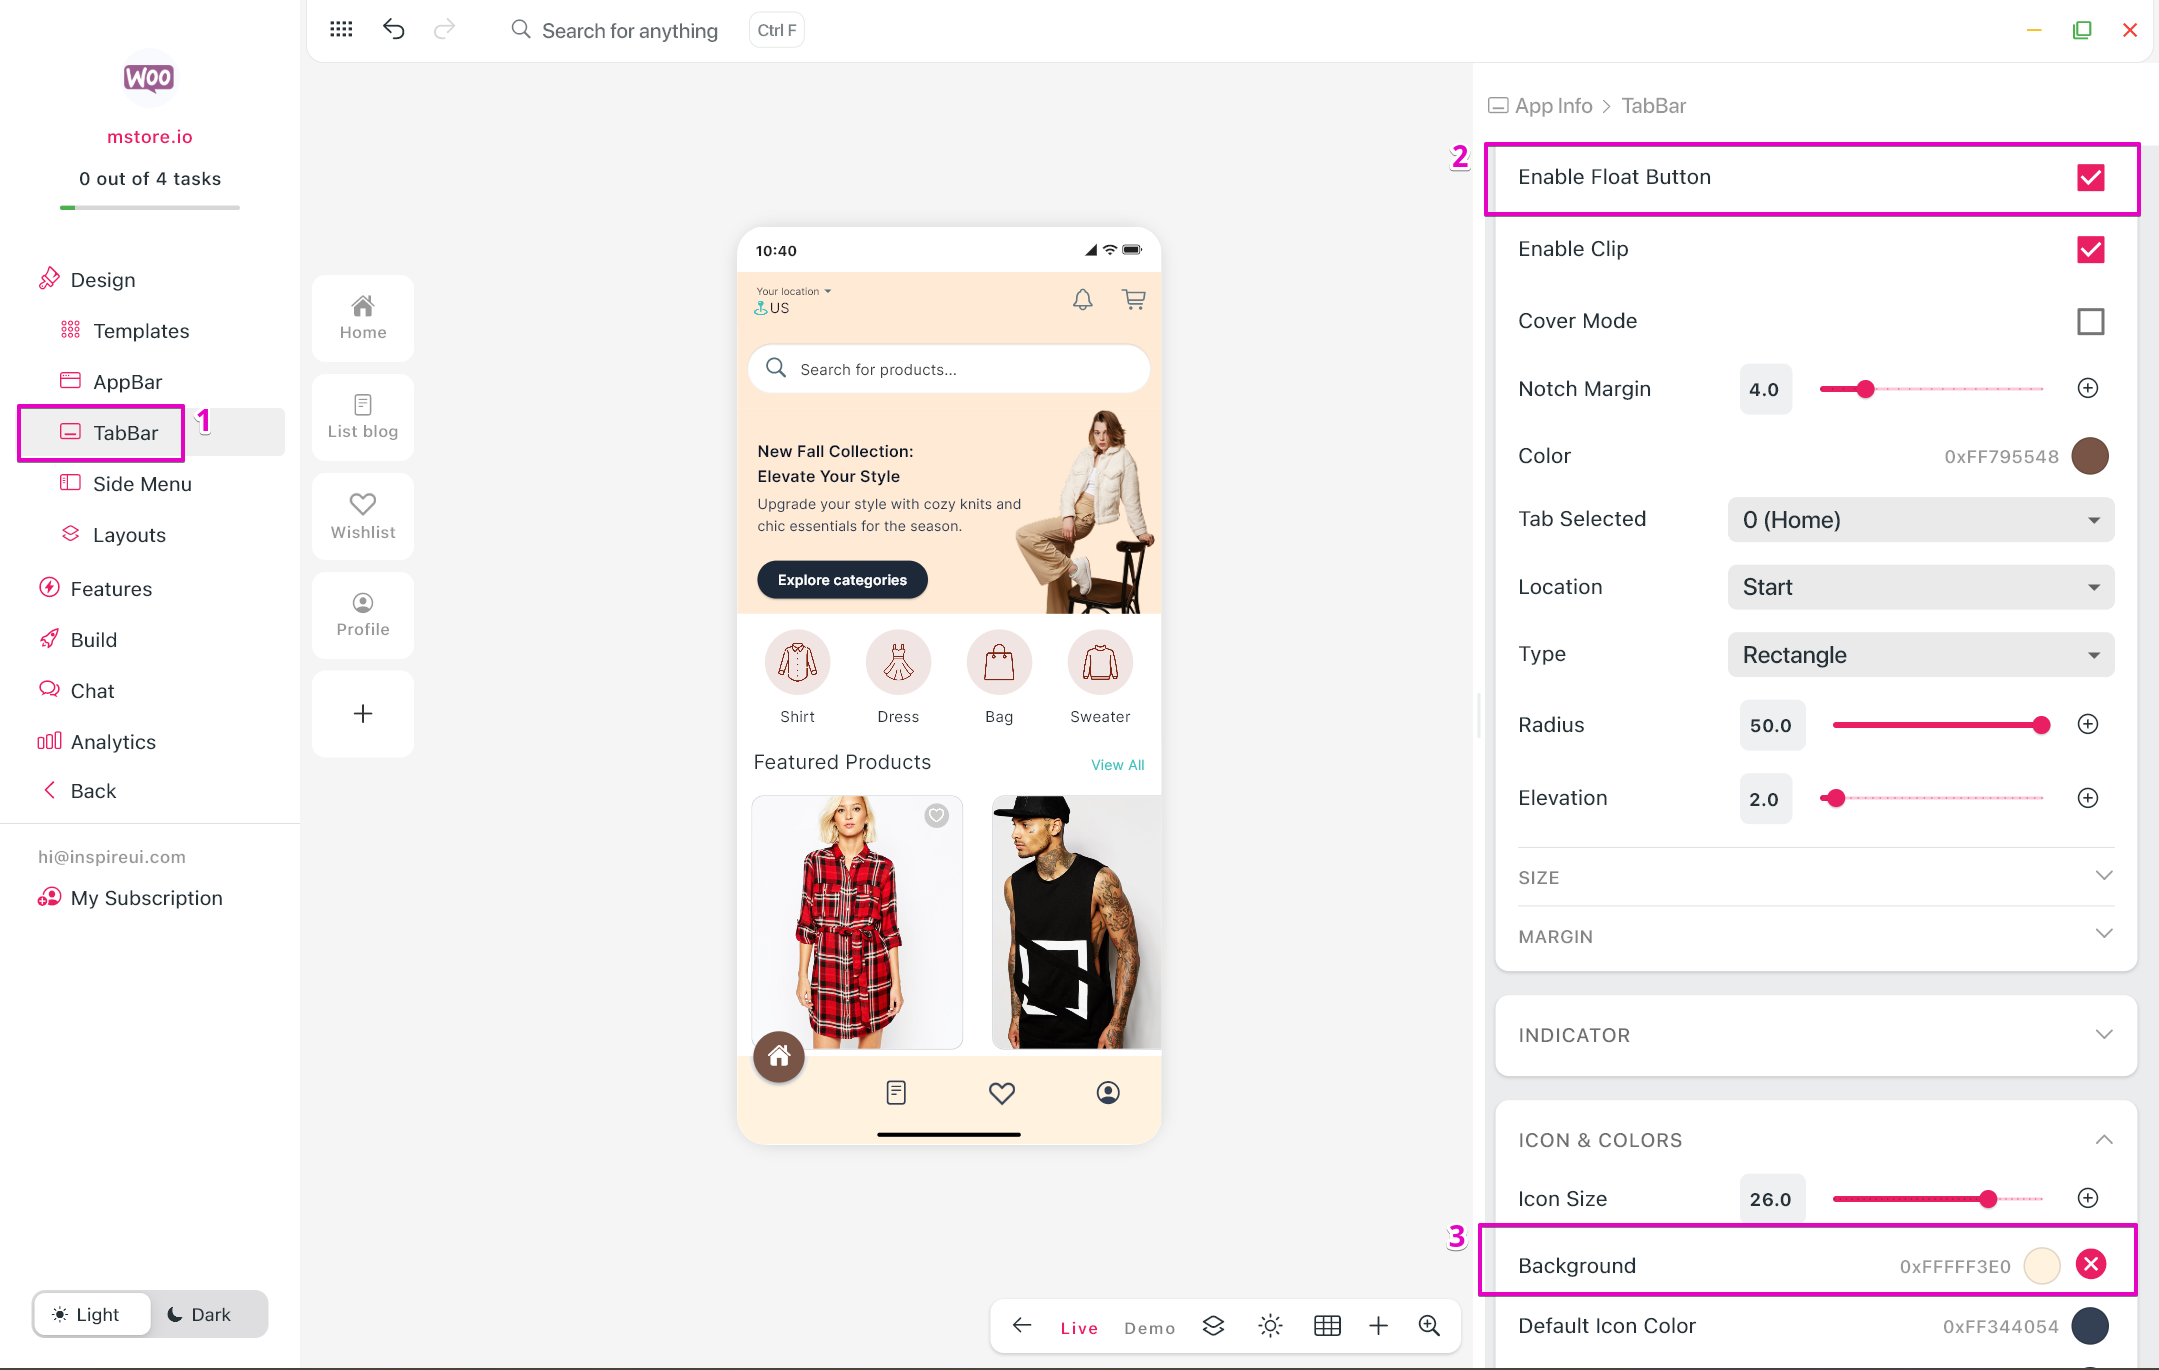 Search for anything
Ctrl F
WOO
mstore.io
0 out of 4 tasks
Design
Templates
AppBar
TabBar
1
Side Menu
Layouts
Features
Build
Chat
Analytics
Back
hi@inspireui.com
My Subscription
Light
Dark
Home
List blog
Wishlist
Profile
10:40
Your location
US
Search for products...
New Fall Collection:
Elevate Your Style
Upgrade your style with cozy knits and
chic essentials for the season.
Explore categories
Shirt
Dress
Bag
Sweater
Featured Products
View All
Live
Demo
App Info > TabBar
2
Enable Float Button
Enable Clip
Cover Mode
Notch Margin
4.0
Color
0xFF795548
Tab Selected
0 (Home)
Location
Start
Type
Rectangle
Radius
50.0
Elevation
2.0
SIZE
MARGIN
INDICATOR
ICON & COLORS
Icon Size
26.0
3
Background
0xFFFFF3E0
Default Icon Color
0xFF344054